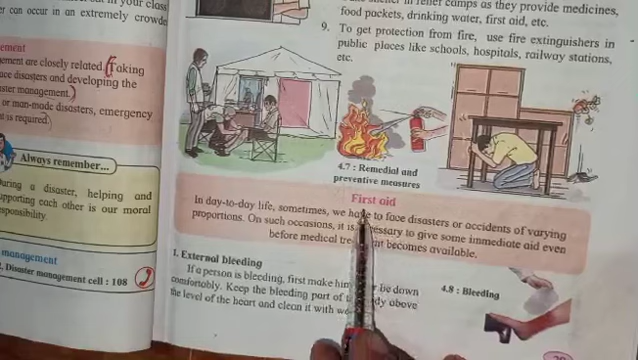 in your class
er can occur in an extremely crowde
ement
ement are closely related. Taking
ace disasters and developing the
aster management.
or man-made disasters, emergency
nt is required.
Always remember...
During a disaster, helping and
upporting each other is our moral
esponsibility.
management
Disaster management cell : 108
in relief camps as they provide medicines,
food packets, drinking water, first aid, etc.
9. To get protection from fire, use fire extinguishers in
public places like schools, hospitals, railway stations,
etc.
4.7 : Remedial and
preventive measures
First aid
In day-to-day life, sometimes, we have to face disasters or accidents of varying
proportions. On such occasions, it is necessary to give some immediate aid even
before medical becomes available.
1. External bleeding
If a person is bleeding, first make him down
comfortably. Keep the bleeding part of above
the level of the heart and clean it with
4.8 : Bleeding